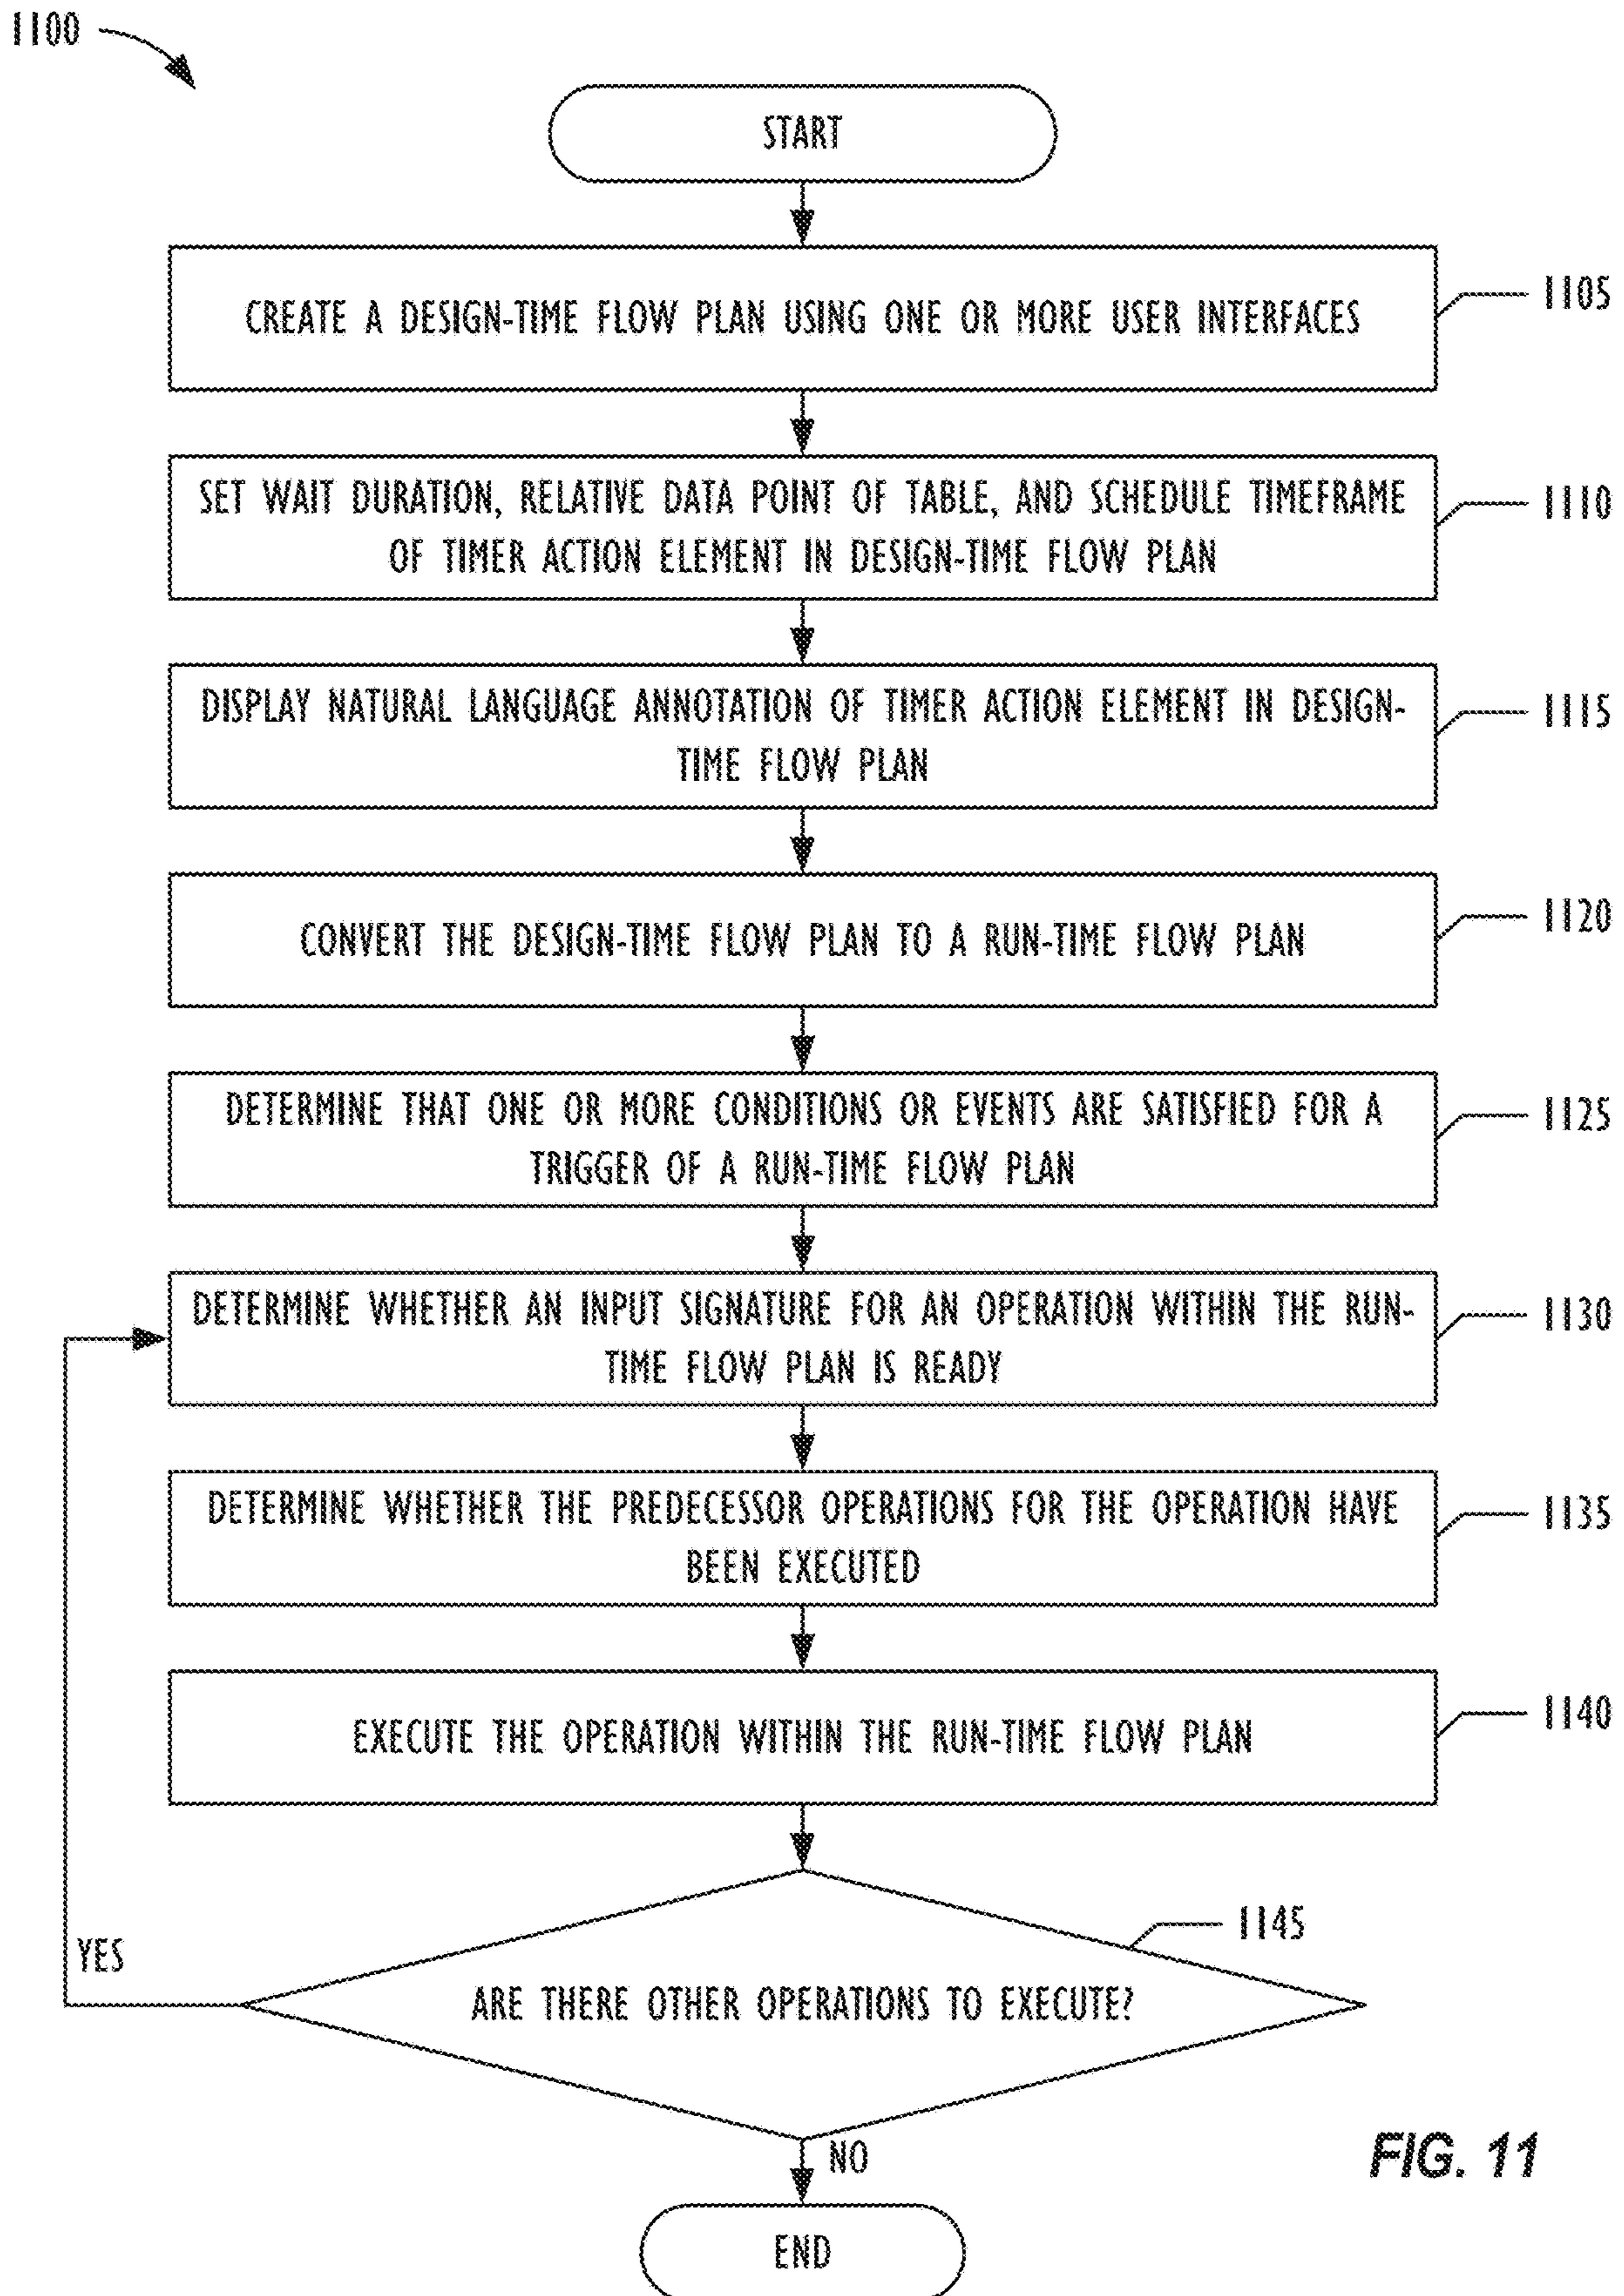 1100
START
CREATE A DESIGN-TIME FLOW PLAN USING ONE OR MORE USER INTERFACES
1105
SET WAIT DURATION, RELATIVE DATA POINT OF TABLE, AND SCHEDULE TIMEFRAME
OF TIMER ACTION ELEMENT IN DESIGN-TIME FLOW PLAN
1110
DISPLAY NATURAL LANGUAGE ANNOTATION OF TIMER ACTION ELEMENT IN DESIGN-
TIME FLOW PLAN
1115
CONVERT THE DESIGN-TIME FLOW PLAN TO A RUN-TIME FLOW PLAN
1120
DETERMINE THAT ONE OR MORE CONDITIONS OR EVENTS ARE SATISFIED FOR A
TRIGGER OF A RUN-TIME FLOW PLAN
1125
DETERMINE WHETHER AN INPUT SIGNATURE FOR AN OPERATION WITHIN THE RUN-
TIME FLOW PLAN IS READY
1130
DETERMINE WHETHER THE PREDECESSOR OPERATIONS FOR THE OPERATION HAVE
BEEN EXECUTED
1135
EXECUTE THE OPERATION WITHIN THE RUN-TIME FLOW PLAN
1140
1145
YES
ARE THERE OTHER OPERATIONS TO EXECUTE?
NO
FIG. 11
END